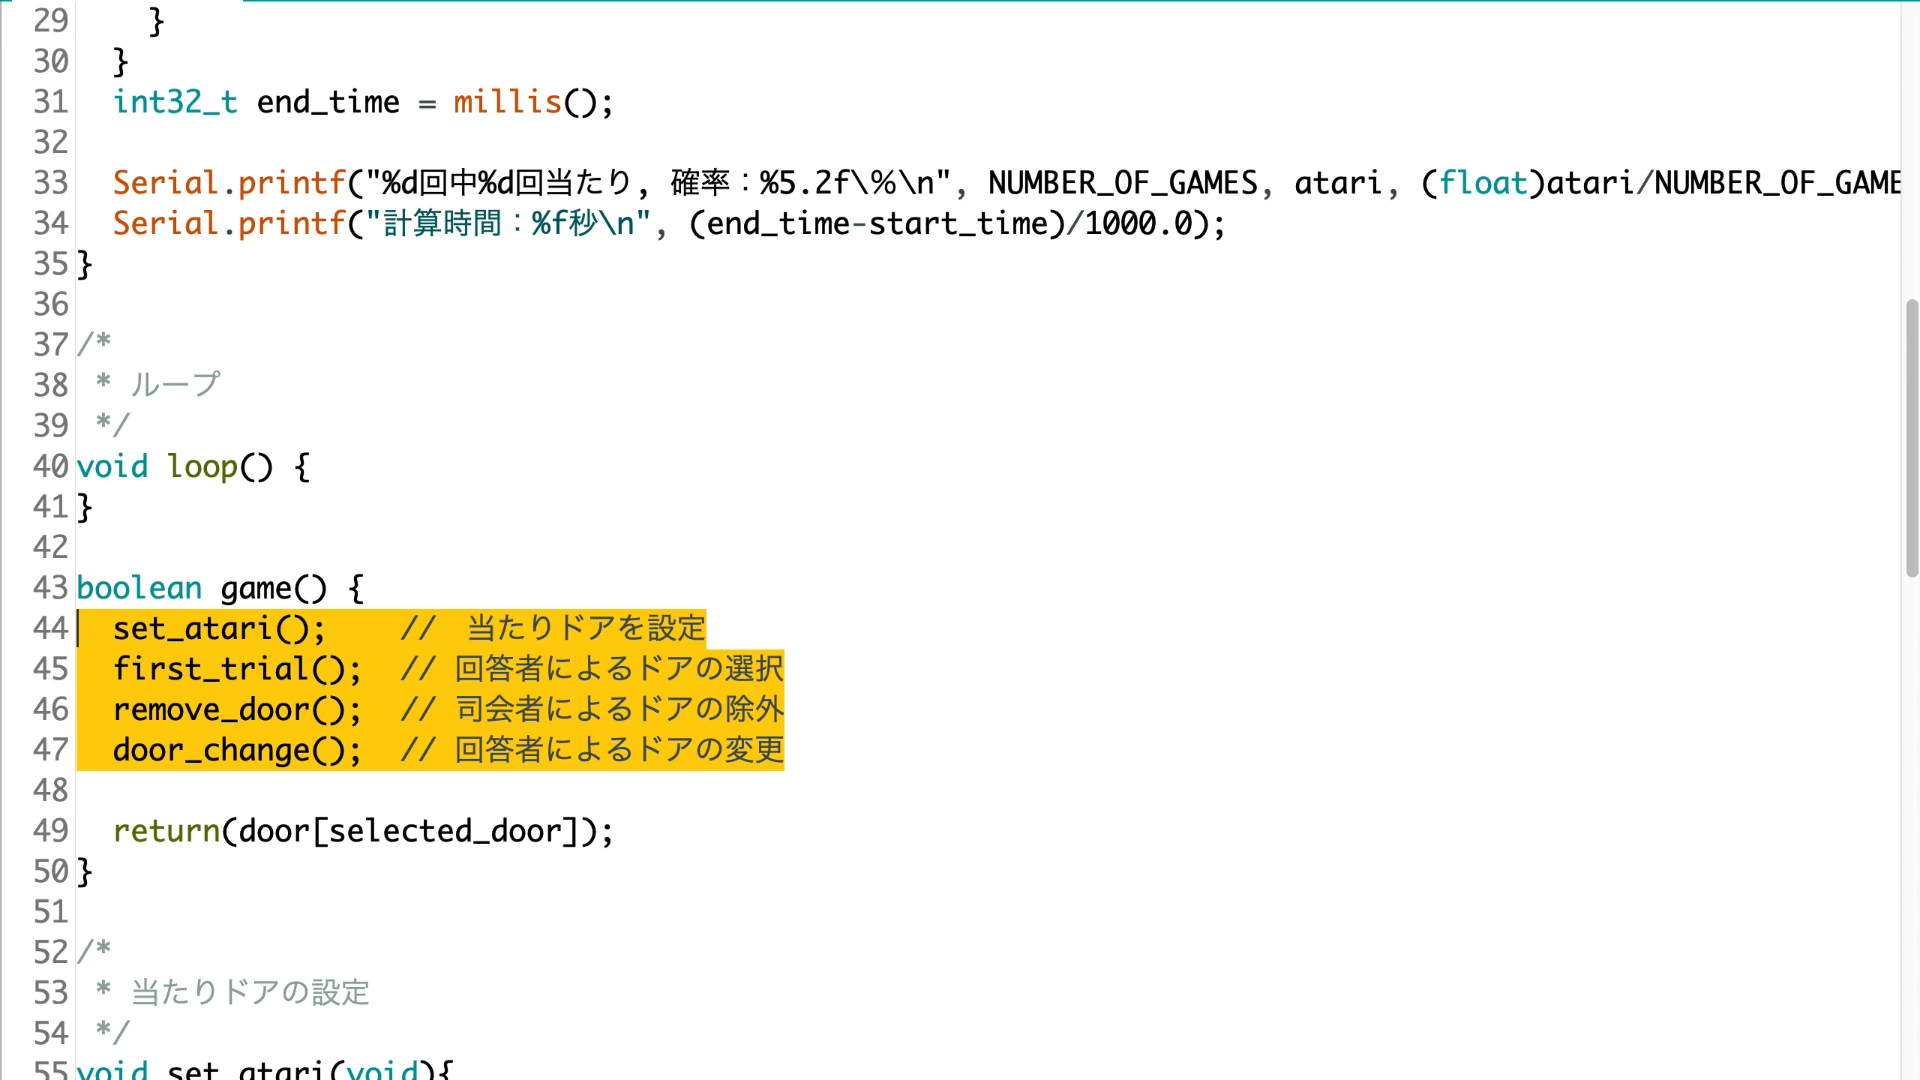 29     }
30   }
31   int32_t end_time = millis();
32
33   Serial.printf("%d回中%d回当たり, 確率：%5.2f\%\n", NUMBER_OF_GAMES, atari, (float)atari/NUMBER_OF_GAME
34   Serial.printf("計算時間：%f秒\n", (end_time-start_time)/1000.0);
35 }
36
37 /*
38  * ループ
39  */
40 void loop() {
41 }
42
43 boolean game() {
44   set_atari();    //  当たりドアを設定
45   first_trial();  // 回答者によるドアの選択
46   remove_door();  // 司会者によるドアの除外
47   door_change();  // 回答者によるドアの変更
48
49   return(door[selected_door]);
50 }
51
52 /*
53  * 当たりドアの設定
54  */
55 void set_atari(void){